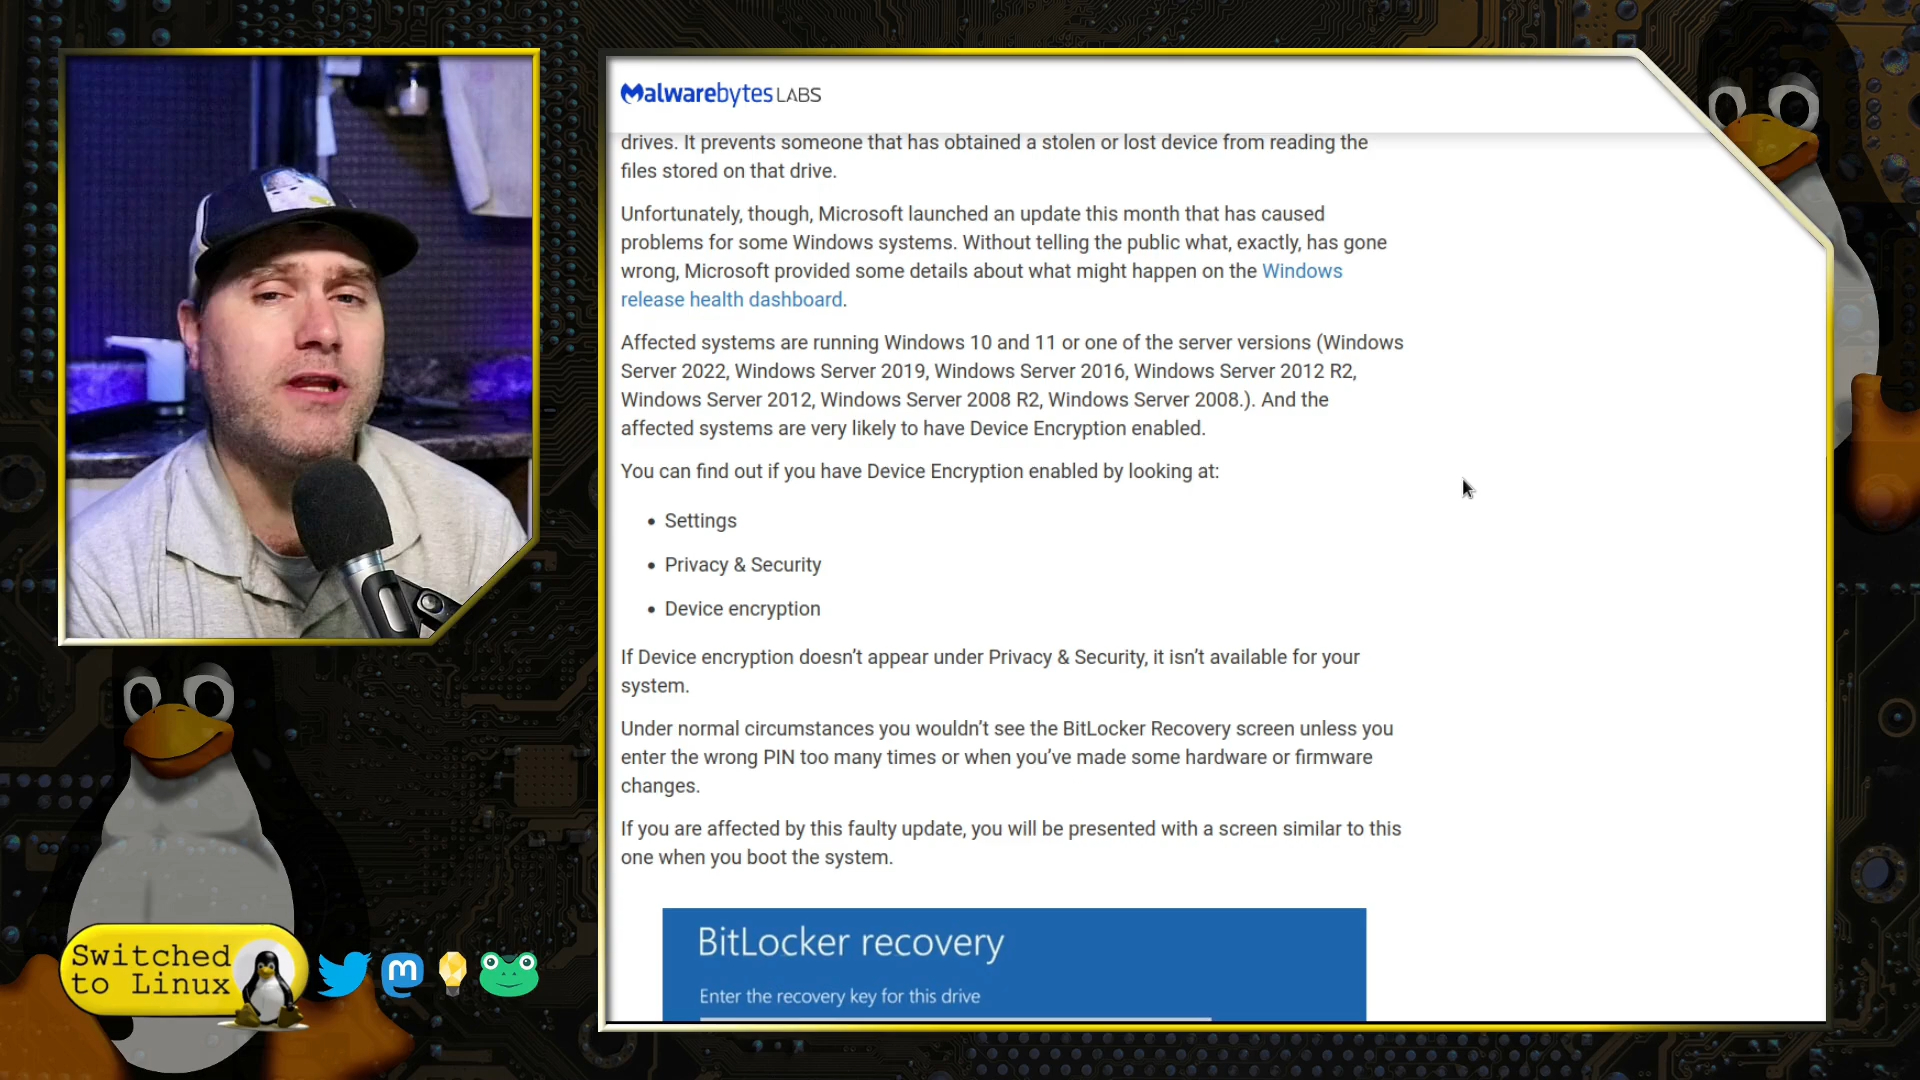 MalwarebytesLABS
drives. It prevents someone that has obtained a stolen or lost device from reading the
files stored on that drive.
Unfortunately, though, Microsoft launched an update this month that has caused
problems for some Windows systems. Without telling the public what, exactly, has gone
wrong, Microsoft provided some details about what might happen on the Windows
release health dashboard.
Affected systems are running Windows 10 and 11 or one of the server versions (Windows
Server 2022, Windows Server 2019, Windows Server 2016, Windows Server 2012 R2,
Windows Server 2012, Windows Server 2008 R2, Windows Server 2008.). And the
affected systems are very likely to have Device Encryption enabled.
You can find out if you have Device Encryption enabled by looking at:
• Settings
• Privacy & Security
• Device encryption
If Device encryption doesn’t appear under Privacy & Security, it isn’t available for your
system.
Under normal circumstances you wouldn’t see the BitLocker Recovery screen unless you
enter the wrong PIN too many times or when you’ve made some hardware or firmware
changes.
If you are affected by this faulty update, you will be presented with a screen similar to this
one when you boot the system.
BitLocker recovery
Enter the recovery key for this drive
Switched
to Linux
m